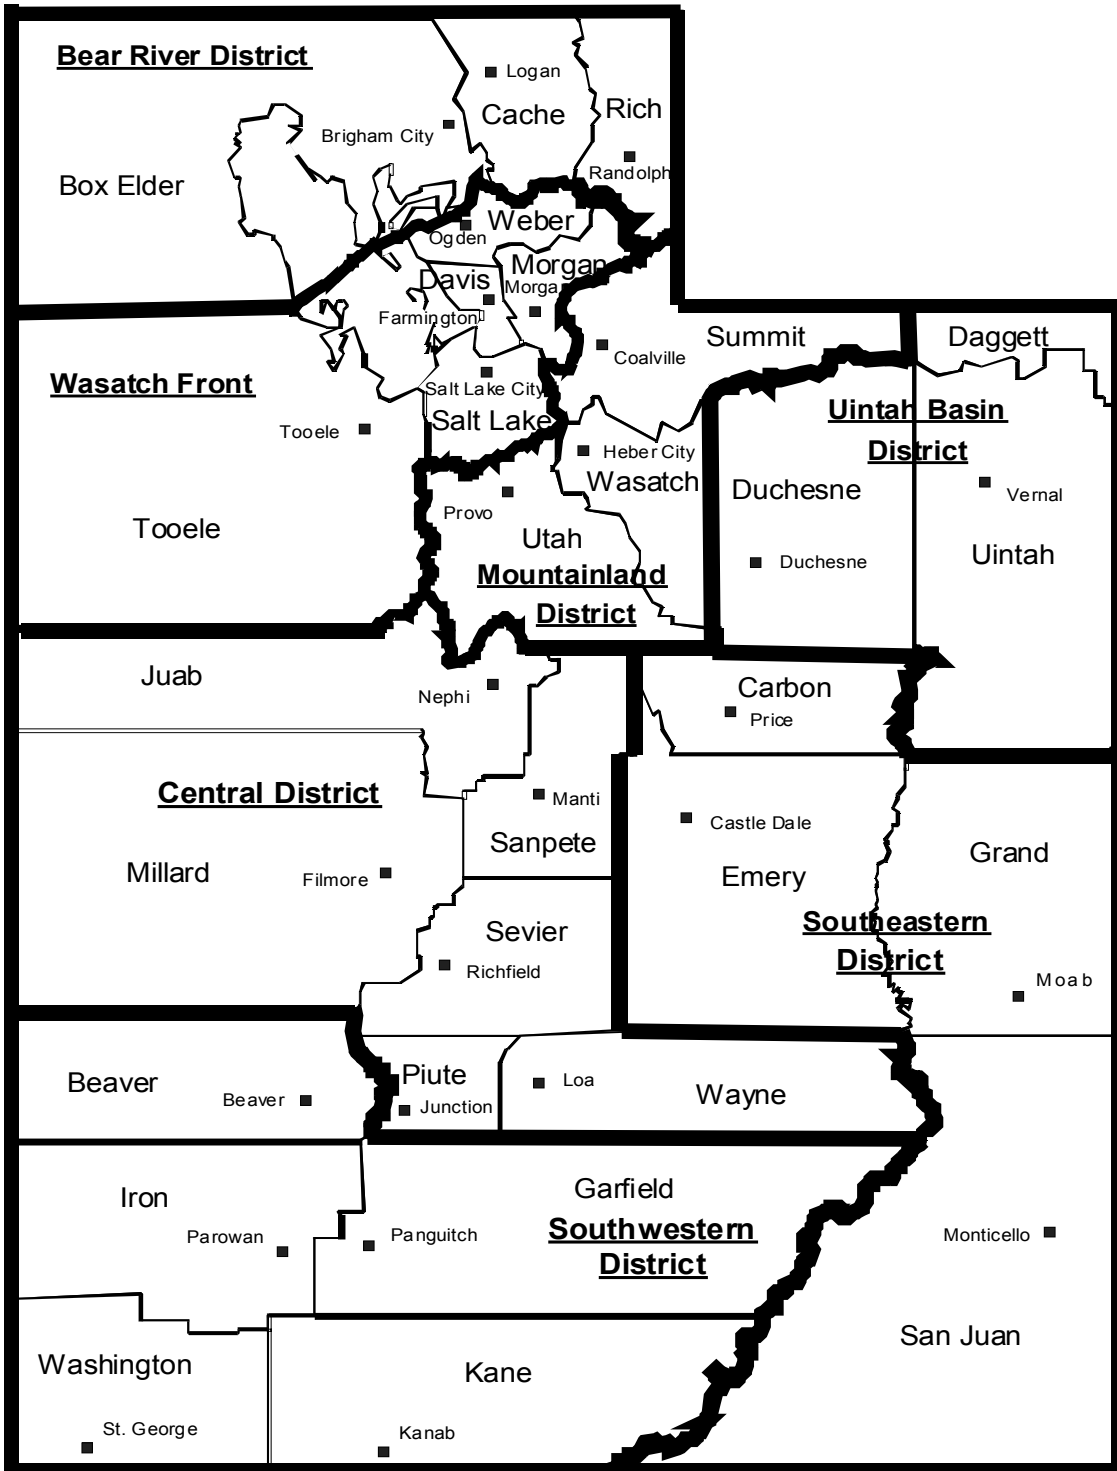 Bear River District
Logan
Cache
Rich
Brigham City
Randolph
Box Elder
Weber
Ogden
Morgan
Davis
Morga
Farmington
Summit
Daggett
Coalville
Wasatch Front
Salt Lake City
Uintah Basin
District
Salt Lake
Tooele
Heber City
Wasatch
Duchesne
Vernal
Provo
Tooele
Utah
Uintah
Duchesne
Mountainland
District
Juab
Nephi
Carbon
Price
Central District
Manti
Castle Dale
Sanpete
Grand
Millard
Filmore
Emery
Southeastern
District
Sevier
Richfield
Moab
Beaver
Beaver
Piute
Junction
Loa
Wayne
Iron
Garfield
Parowan
Panguitch
Southwestern
District
Monticello
San Juan
Washington
Kane
St. George
Kanab